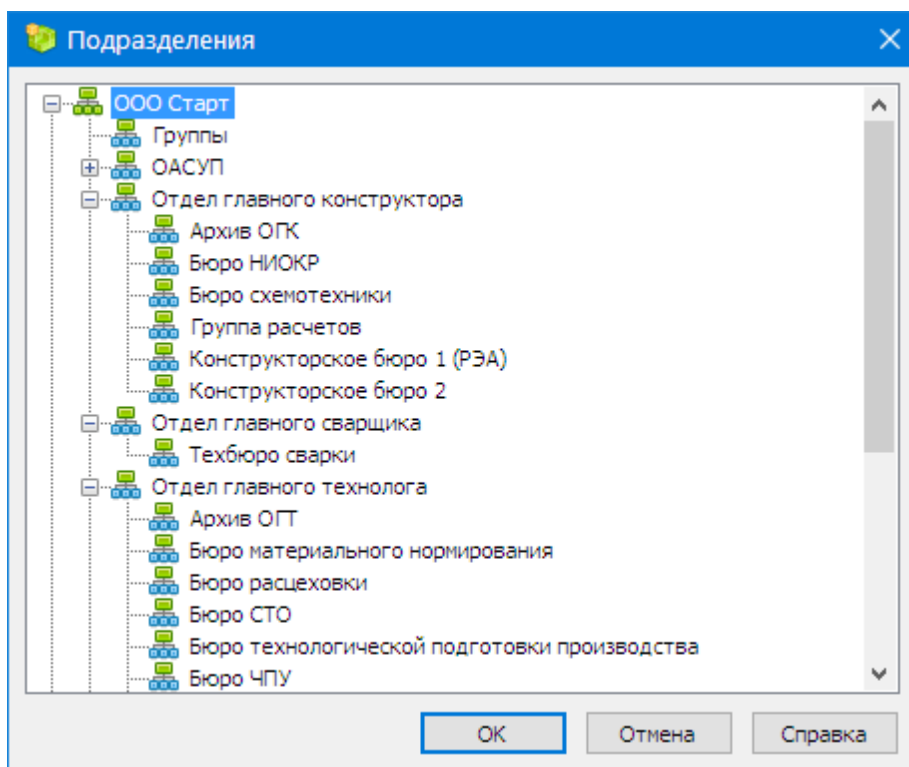 Подразделения
ООО Старт
Группы
ОАСУП
Отдел главного конструктора
Архив ОГК
Бюро НИОКР
Бюро схемотехники
Группа расчетов
Конструкторское бюро 1 (РЭА)
Конструкторское бюро 2
Отдел главного сварщика
Техбюро сварки
Отдел главного технолога
Архив ОГТ
Бюро материального нормирования
Бюро расцеховки
Бюро СТО
Бюро технологической подготовки производства
Бюро ЧПУ
ОК Отмена Справка